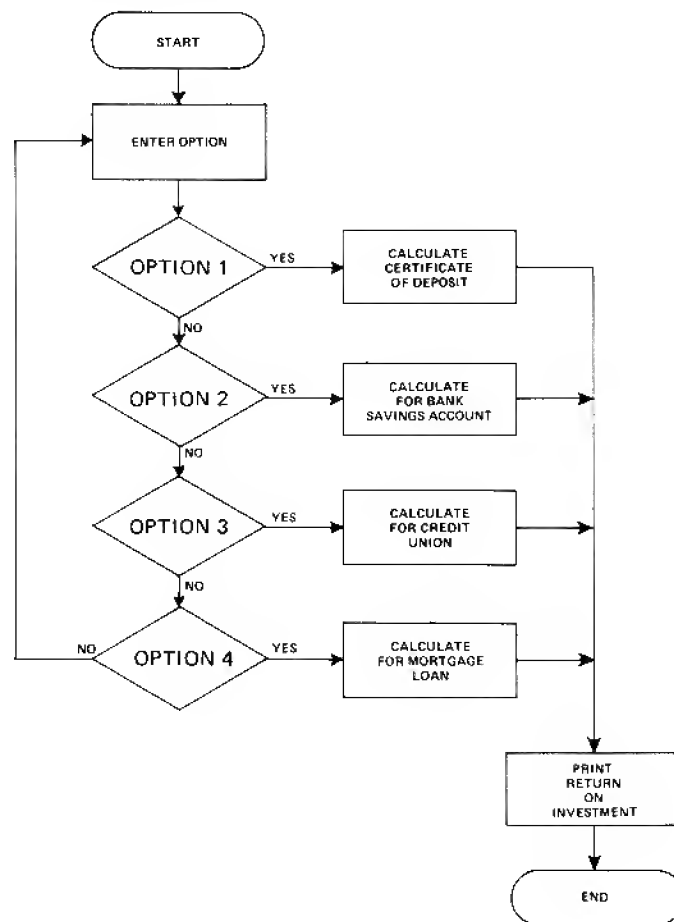 START
ENTER OPTION
OPTION 1
YES
CALCULATE
CERTIFICATE
OF DEPOSIT
NO
OPTION 2
YES
CALCULATE
FOR BANK
SAVINGS ACCOUNT
NO
OPTION 3
YES
CALCULATE
FOR CREDIT
UNION
NO
NO
OPTION 4
YES
CALCULATE
FOR MORTGAGE
LOAN
PRINT
RETURN
ON
INVESTMENT
END